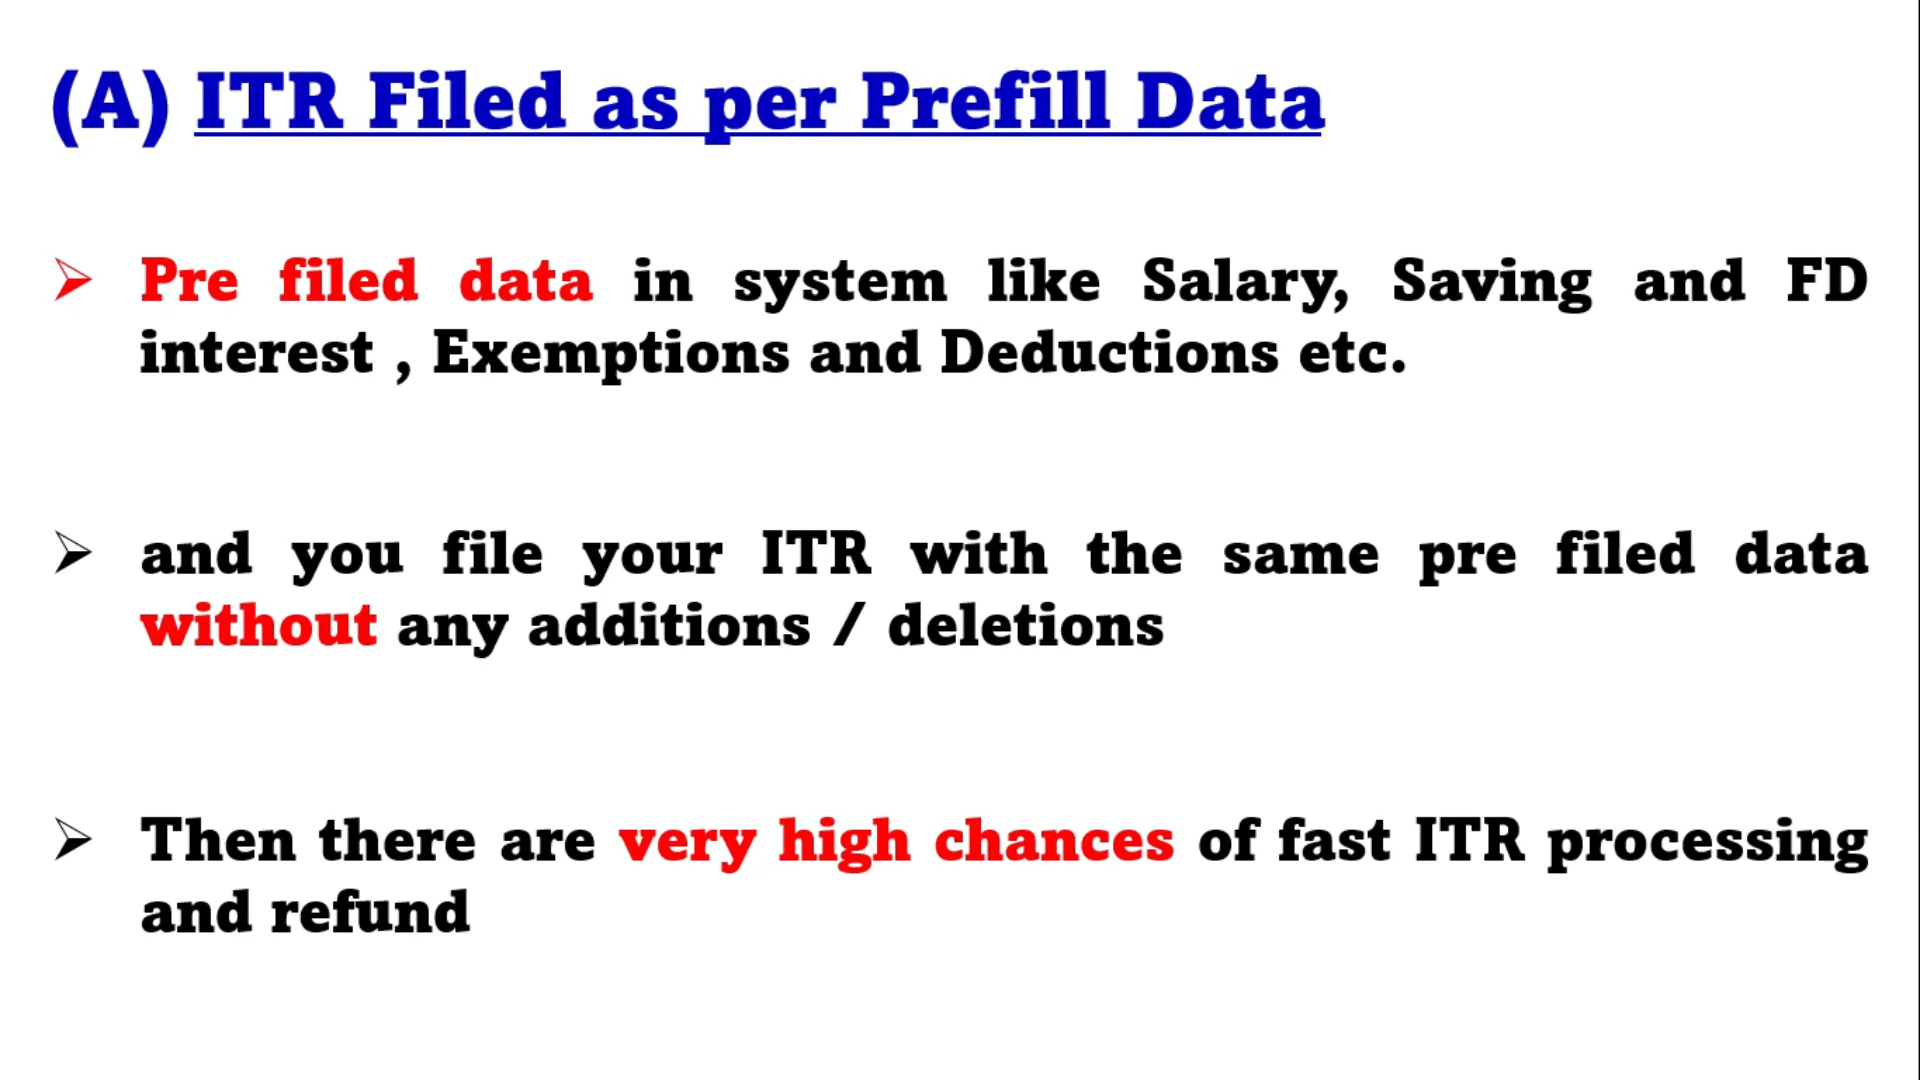 (A) ITR Filed as per Prefill Data
Pre filed data in system like Salary, Saving and FD
interest , Exemptions and Deductions etc.
and you file your ITR with the same pre filed data
without any additions / deletions
Then there are very high chances of fast ITR processing
and refund